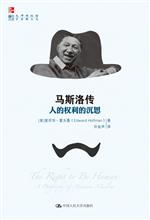 马斯洛传
人的权利的沉思
[美]爱德华·霍夫曼（Edward Hoffman）著
许金声 译
The Right to Be Human
A Biography of Abraham Maslow
中国人民大学出版社